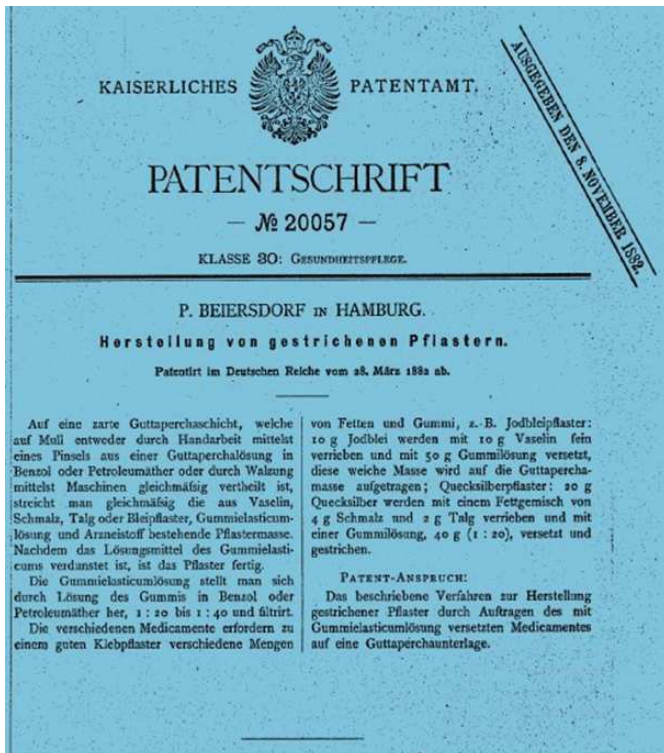 KAISERLICHES PATENTAMT.
AUSGEGEBEN DEN 8. NOVEMBER 1882.
PATENTSCHRIFT
— № 20057 —
KLASSE 30: GESUNDHEITSPFLEGE.
P. BEIERSDORF IN HAMBURG.
Herstellung von gestrichenen Pflastern.
Patentirt im Deutschen Reiche vom 28. März 1882 ab.
Auf eine zarte Guttaperchaschicht, welche
auf Mull entweder durch Handarbeit mittelst
eines Pinsels aus einer Guttaperchalösung in
Benzol oder Petroleumäther oder durch Walzung
mittelst Maschinen gleichmäfsig vertheilt ist,
streicht man gleichmäfsig die aus Vaselin,
Schmalz, Talg oder Bleipflaster, Gummielasticum-
lösung und Arzneistoff bestehende Pflastermasse.
Nachdem das Lösungsmittel des Gummielasti-
cums verdunstet ist, ist das Pflaster fertig.
Die Gummielasticumlösung stellt man sich
durch Lösung des Gummis in Benzol oder
Petroleumäther her, 1 : 20 bis 1 : 40 und filtrirt.
Die verschiedenen Medicamente erfordern zu
einem guten Klebpflaster verschiedene Mengen
von Fetten und Gummi, z. B. Jodbleipflaster:
10 g Jodblei werden mit 10 g Vaselin fein
verrieben und mit 50 g Gummilösung versetzt,
diese weiche Masse wird auf die Guttapercha-
masse aufgetragen; Quecksilberpflaster: 20 g
Quecksilber werden mit einem Fettgemisch von
4 g Schmalz und 2 g Talg verrieben und mit
einer Gummilösung, 40 g (1 : 20), versetzt und
gestrichen.
PATENT-ANSPRUCH:
Das beschriebene Verfahren zur Herstellung
gestrichener Pflaster durch Auftragen des mit
Gummielasticumlösung versetzten Medicamentes
auf eine Guttaperchaunterlage.